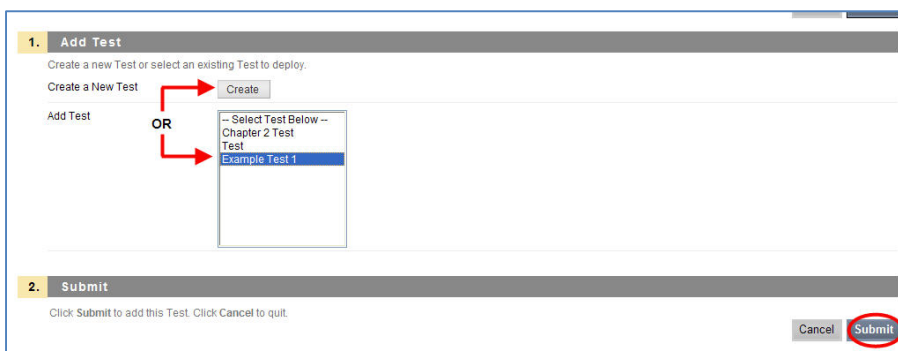 1. Add Test
Create a new Test or select an existing Test to deploy.
Create a New Test
Create
Add Test
OR
-- Select Test Below --
Chapter 2 Test
Test
Example Test 1
2. Submit
Click Submit to add this Test. Click Cancel to quit.
Cancel Submit